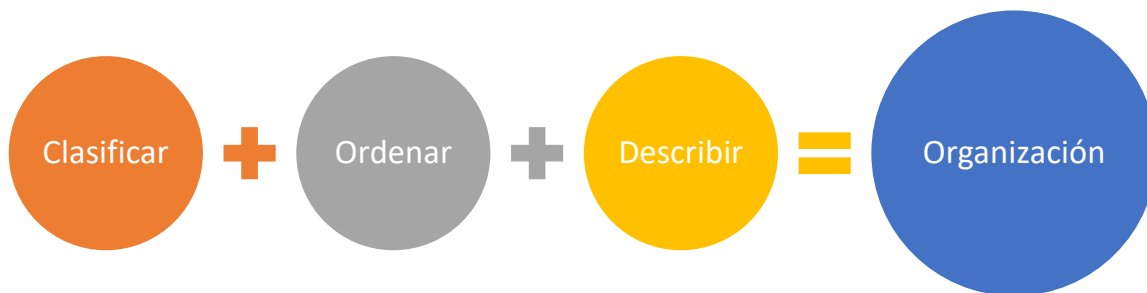 Clasificar + Ordenar + Describir = Organización